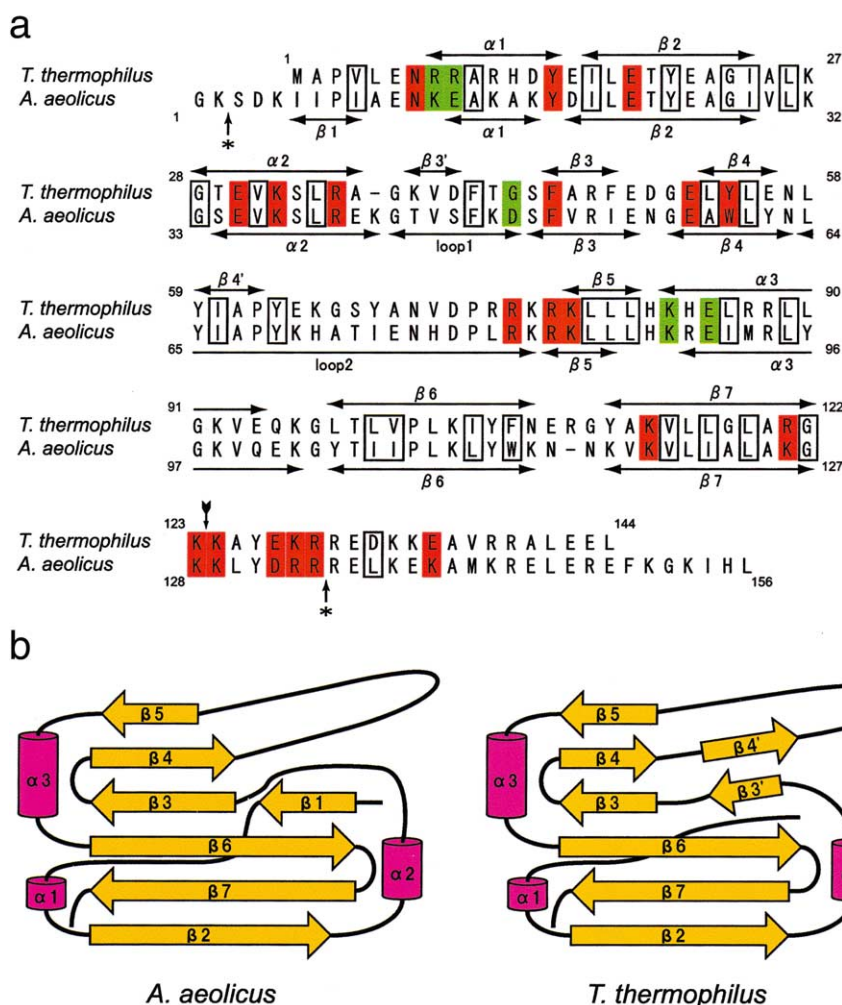 a
α1 β2
1 27
T. thermophilus M A P V L E N R R A R H D Y E I L E T Y E A G I A L K
A. aeolicus G K S D K I I P I A E N K E A K A K Y D I L E T Y E A G I V L K
1 32
* β1 α1 β2
α2 β3' β3 β4
28 58
T. thermophilus G T E V K S L R A - G K V D F T G S F A R F E D G E L Y L E N L
A. aeolicus G S E V K S L R E K G T V S F K D S F V R I E N G E A W L Y N L
33 64
α2 loop1 β3 β4
β4' β5 α3
59 90
T. thermophilus Y I A P Y E K G S Y A N V D P R R K R K L L L H K H E L R R L L
A. aeolicus Y I A P Y K H A T I E N H D P L R K R K L L L H K R E I M R L Y
65 96
loop2 β5 α3
β6 β7
91 122
T. thermophilus G K V E Q K G L T L V P L K I Y F N E R G Y A K V L L G L A R G
A. aeolicus G K V Q E K G Y T I I P L K L Y W K N - N K V K V L I A L A K G
97 127
β6 β7
123 144
T. thermophilus K K A Y E K R R E D K K E A V R R A L E E L
A. aeolicus K K L Y D R R R E L K E K A M K R E L E R E F K G K I H L
128 156
*
b
β5
β4
α3
β3 β1
β6
α2
α1
β7
β2
A. aeolicus
β5
β4 β4'
α3
β3 β3'
β6
α1
β7
β2
T. thermophilus